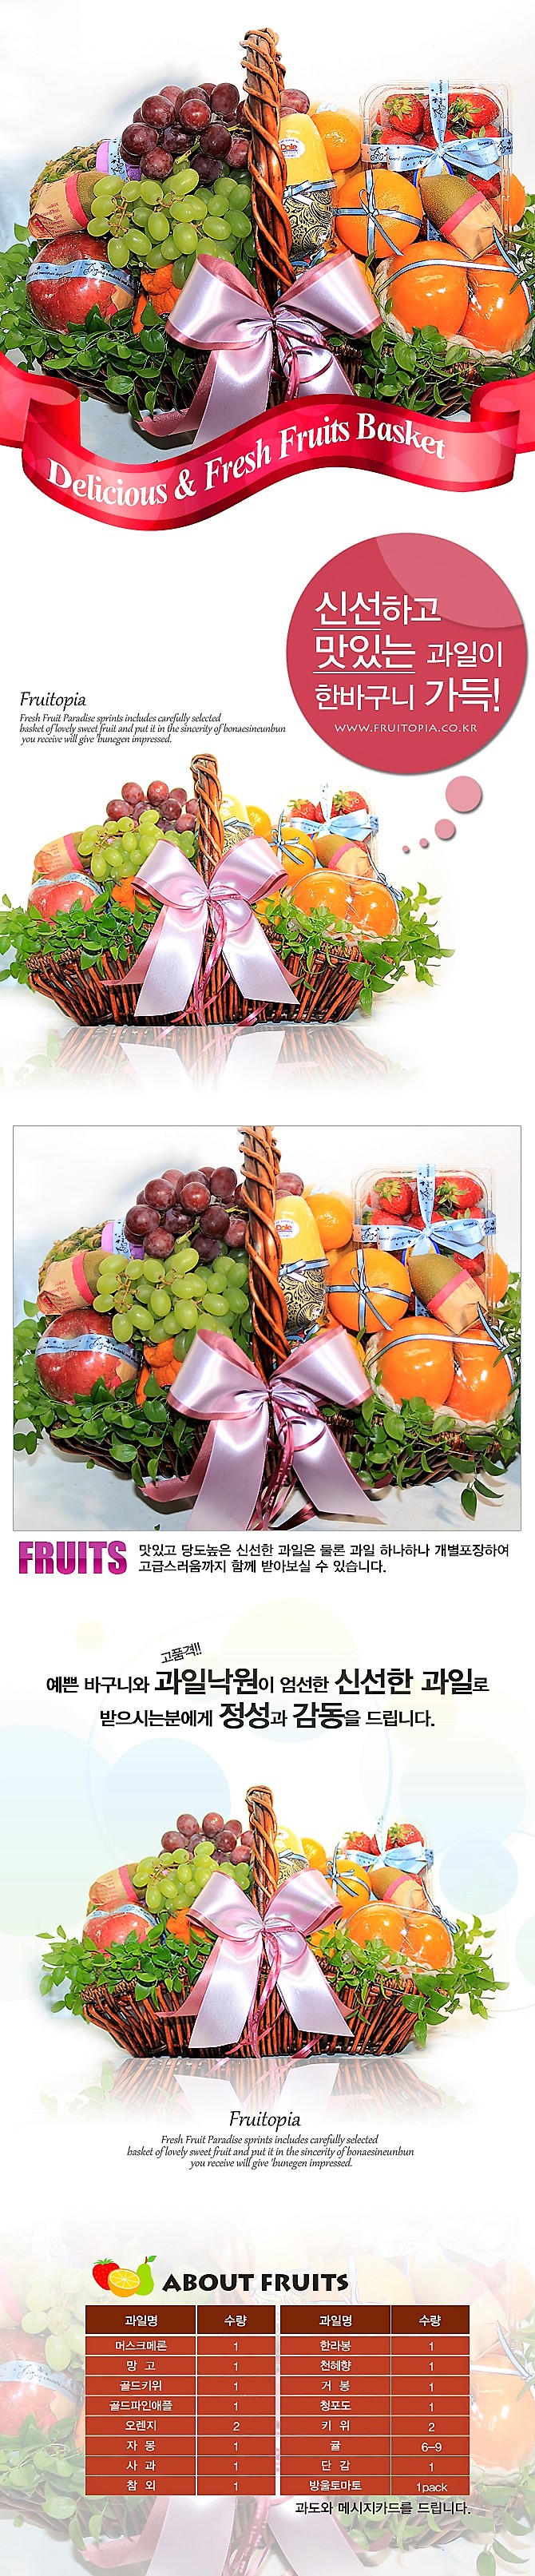 Dole
Delicious & Fresh Fruits Basket
신선하고
맛있는 과일이
한바구니 가득!
WWW.FRUITOPIA.CO.KR
Fruitopia
Fresh Fruit Paradise sprints includes carefully selected
basket of lovely sweet fruit and put it in the sincerity of bonaesineunbun
you receive will give 'bunegen impressed.
Dole
FRUITS
맛있고 당도높은 신선한 과일은 물론 과일 하나하나 개별포장하여
고급스러움까지 함께 받아보실 수 있습니다.
고품격!!
예쁜 바구니와 과일낙원이 엄선한 신선한 과일로
받으시는분에게 정성과 감동을 드립니다.
Fruitopia
Fresh Fruit Paradise sprints includes carefully selected
basket of lovely sweet fruit and put it in the sincerity of bonaesineunbun
you receive will give 'bunegen impressed.
ABOUT FRUITS
과일명 수량 과일명 수량
머스크메론 1 한라봉 1
망 고 1 천혜향 1
골드키위 1 거 봉 1
골드파인애플 1 청포도 1
오렌지 2 키 위 2
자 몽 1 귤 6-9
사 과 1 단 감 1
참 외 1 방울토마토 1pack
과도와 메시지카드를 드립니다.